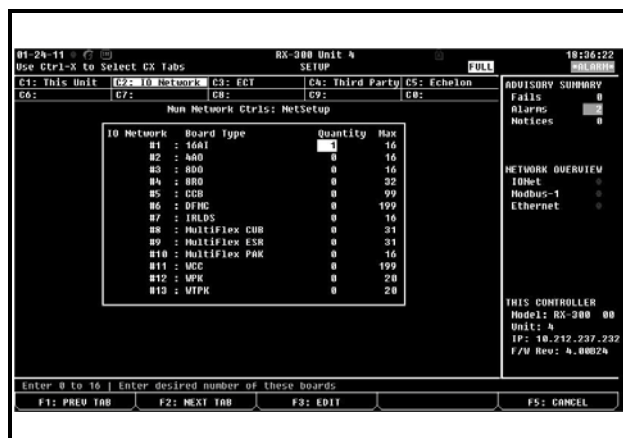 01-24-11 RX-300 Unit 4 18:36:22
Use Ctrl-X to Select CX Tabs SETUP FULL *ALARM*
C1: This Unit C2: IO Network C3: ECT C4: Third Party C5: Echelon
C6: C7: C8: C9: C0:
Num Network Ctrls: NetSetup
IO Network Board Type Quantity Max
#1 : 16AI 1 16
#2 : 4AO 0 16
#3 : 8DO 0 16
#4 : 8RO 0 32
#5 : CCB 0 99
#6 : DFMC 0 199
#7 : IRLDS 0 16
#8 : MultiFlex CUB 0 31
#9 : MultiFlex ESR 0 31
#10 : MultiFlex PAK 0 16
#11 : WCC 0 199
#12 : WPK 0 20
#13 : WTPK 0 20
ADVISORY SUMMARY
Fails 0
Alarms 2
Notices 0
NETWORK OVERVIEW
IONet
Modbus-1
Ethernet
THIS CONTROLLER
Model: RX-300 00
Unit: 4
IP: 10.212.237.232
F/W Rev: 4.00B24
Enter 0 to 16 | Enter desired number of these boards
F1: PREV TAB F2: NEXT TAB F3: EDIT F5: CANCEL